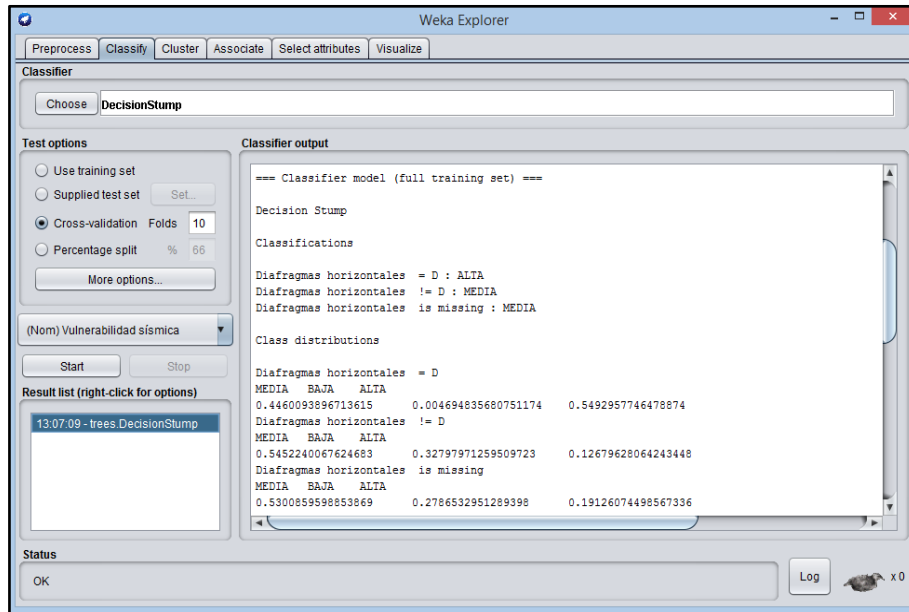 Weka Explorer
Preprocess Classify Cluster Associate Select attributes Visualize
Classifier
Choose DecisionStump
Test options
Use training set
Supplied test set Set...
Cross-validation Folds 10
Percentage split % 66
More options...
(Nom) Vulnerabilidad sísmica
Start Stop
Result list (right-click for options)
13:07:09 - trees.DecisionStump
Classifier output
=== Classifier model (full training set) ===
Decision Stump
Classifications
Diafragmas horizontales = D : ALTA
Diafragmas horizontales != D : MEDIA
Diafragmas horizontales is missing : MEDIA
Class distributions
Diafragmas horizontales = D
MEDIA BAJA ALTA
0.4460093896713615 0.004694835680751174 0.5492957746478874
Diafragmas horizontales != D
MEDIA BAJA ALTA
0.5452240067624683 0.32797971259509723 0.12679628064243448
Diafragmas horizontales is missing
MEDIA BAJA ALTA
0.5300859598853869 0.2786532951289398 0.19126074498567336
Status
OK
Log
x 0